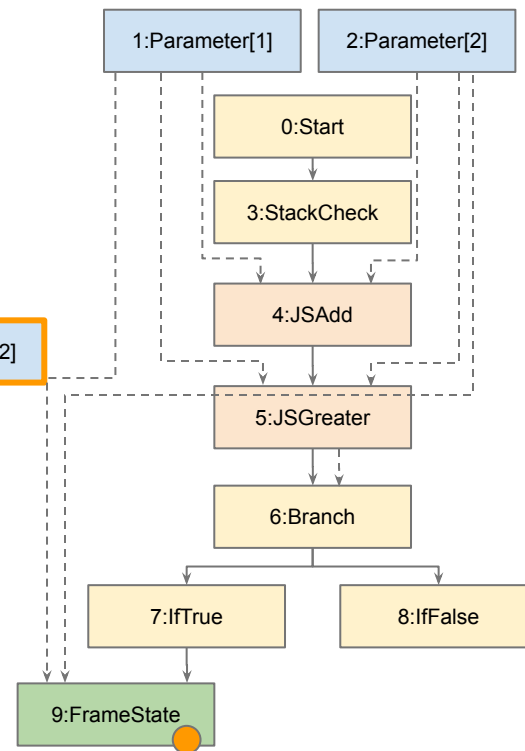 1:Parameter[1]
2:Parameter[2]
0:Start
3:StackCheck
4:JSAdd
2]
5:JSGreater
6:Branch
7:IfTrue
8:IfFalse
9:FrameState